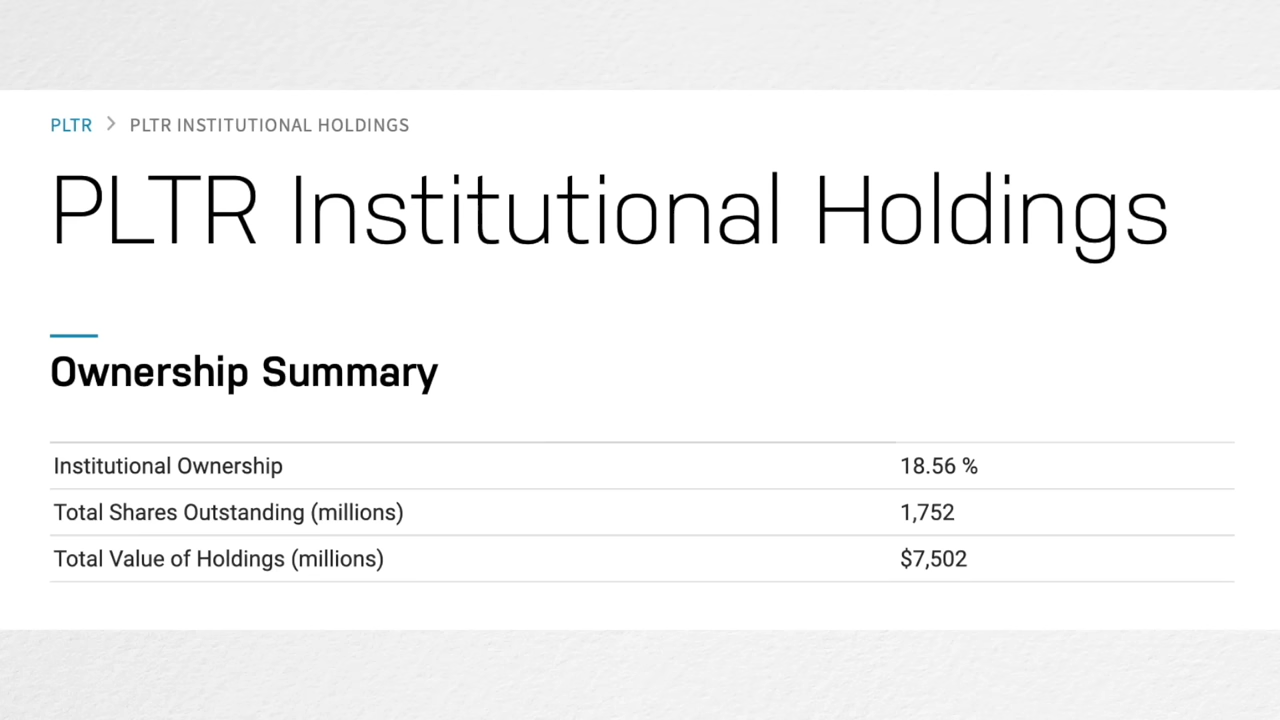 PLTR > PLTR INSTITUTIONAL HOLDINGS
PLTR Institutional Holdings
Ownership Summary
Institutional Ownership 18.56 %
Total Shares Outstanding (millions) 1,752
Total Value of Holdings (millions) $7,502